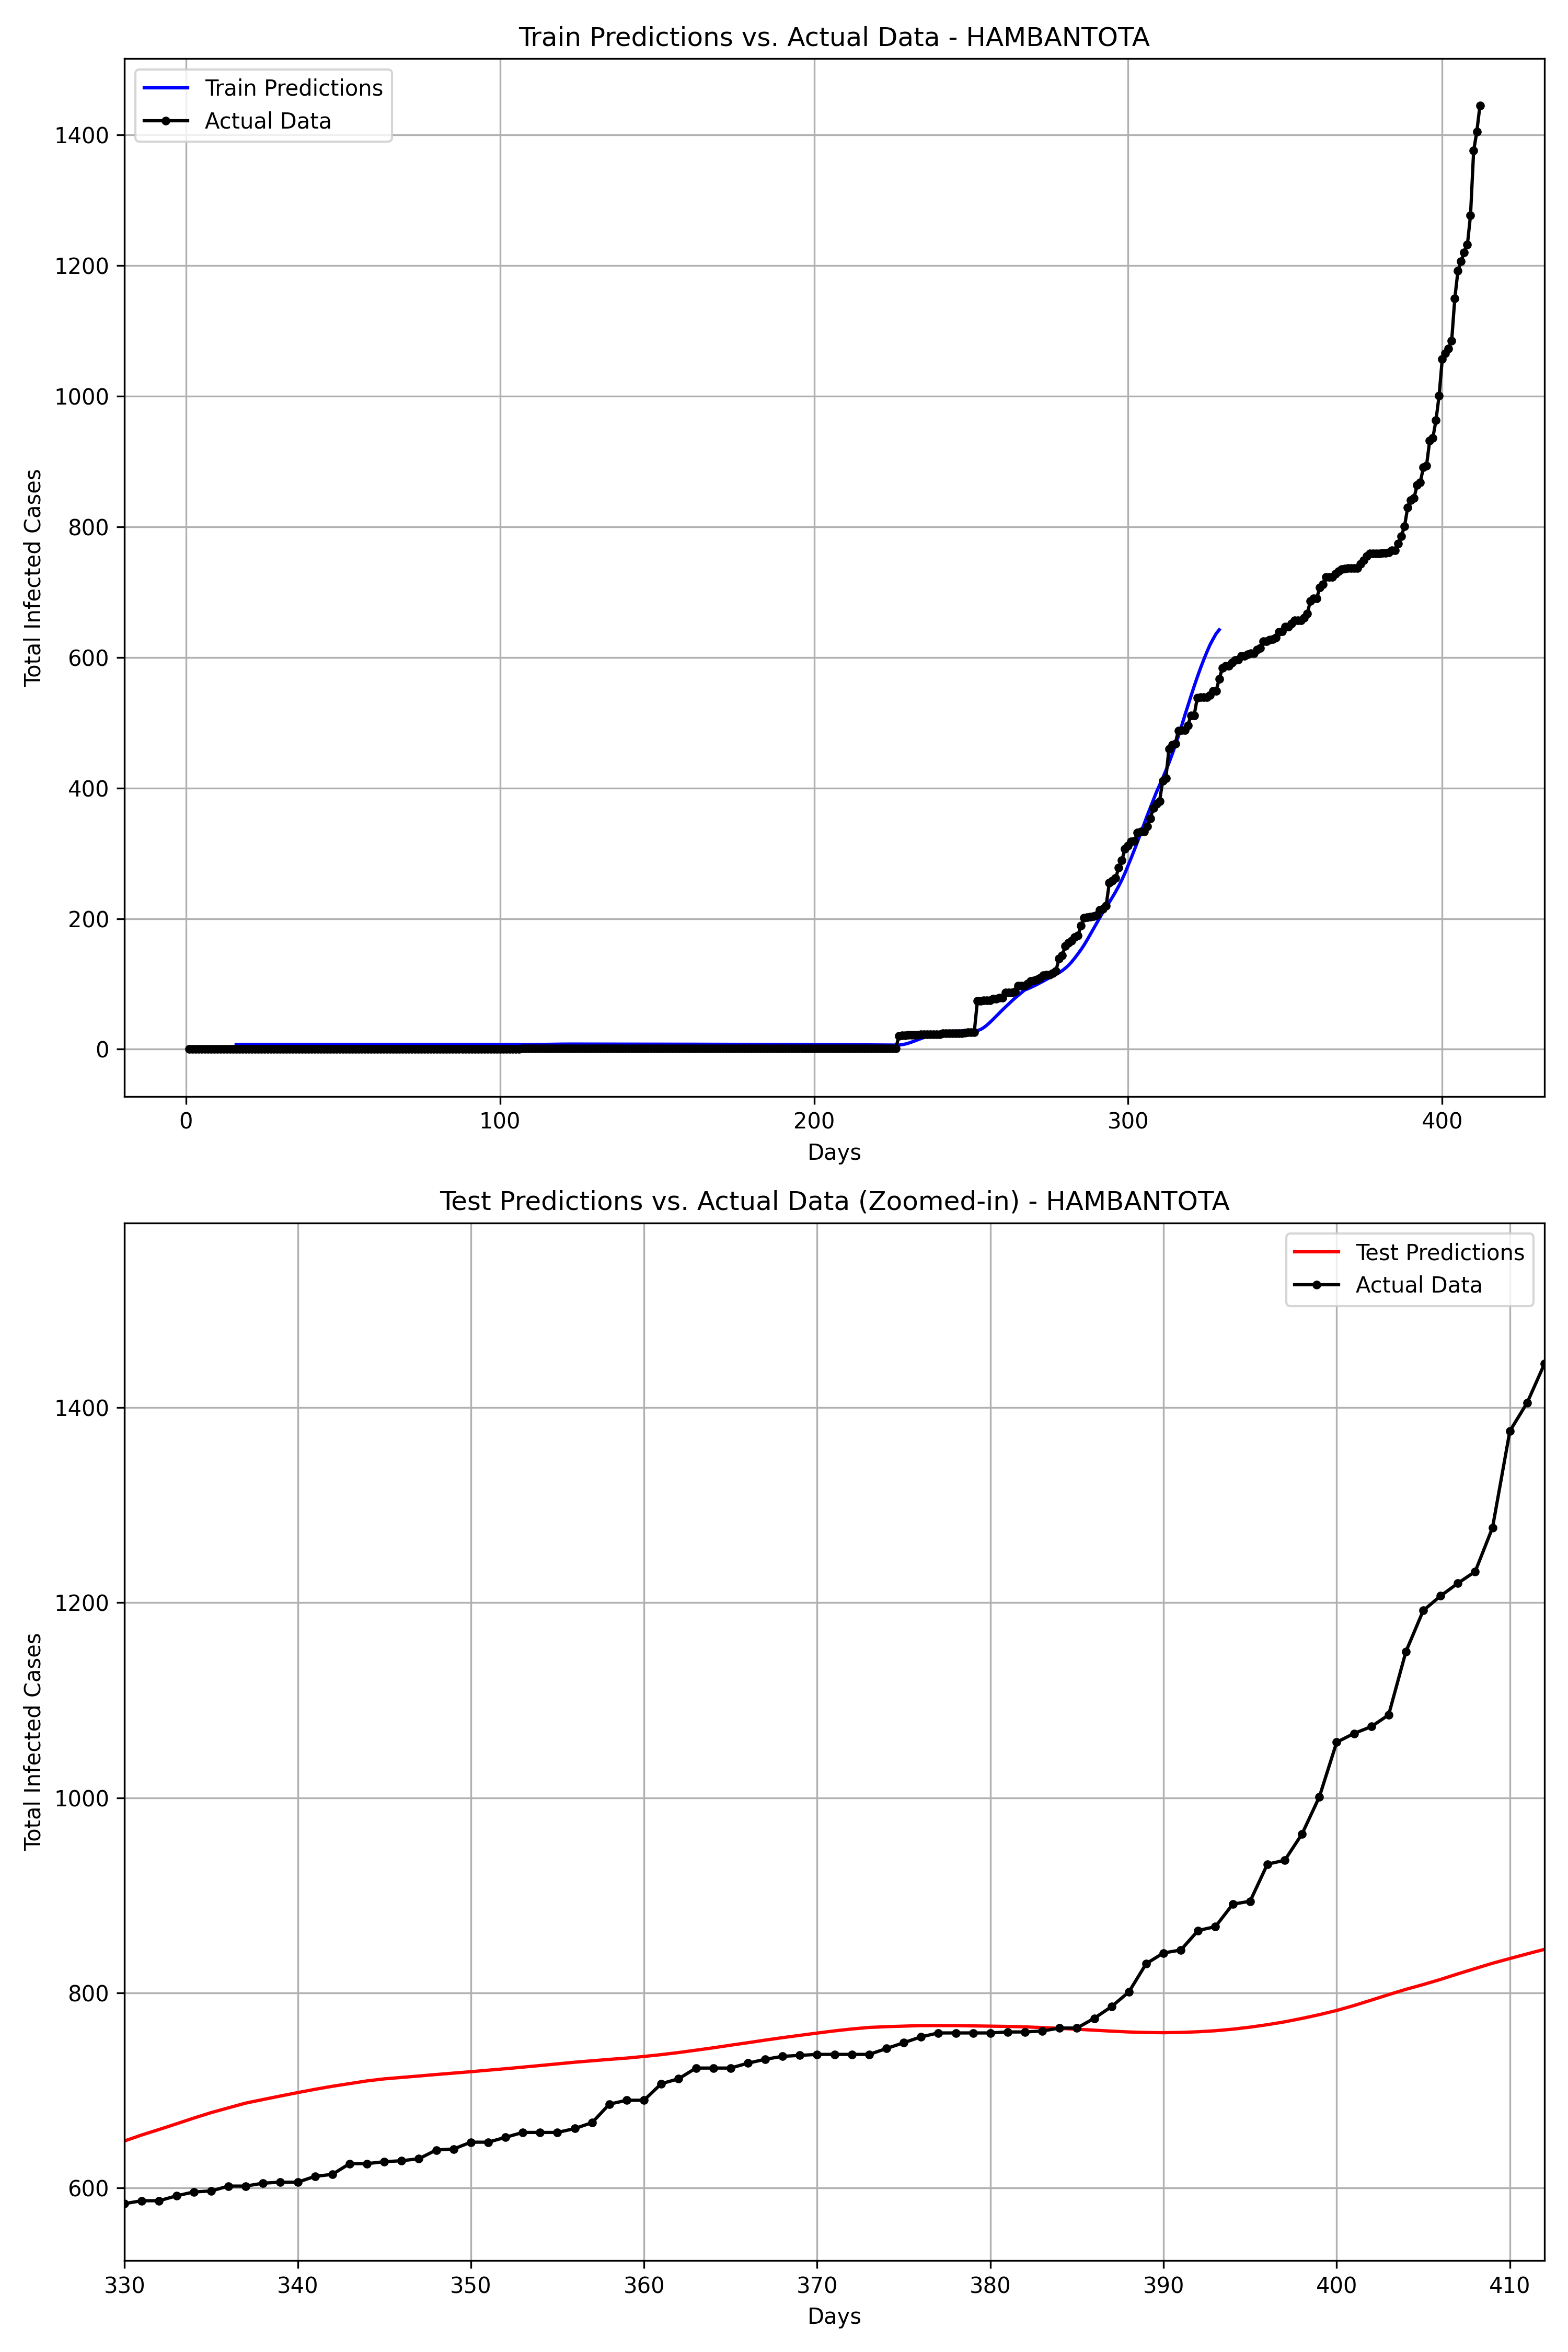 Train Predictions vs. Actual Data - HAMBANTOTA
Train Predictions
Actual Data
1400
1200
1000
800
600
400
200
0
Total Infected Cases
0 100 200 300 400
Days
Test Predictions vs. Actual Data (Zoomed-in) - HAMBANTOTA
Test Predictions
Actual Data
1400
1200
1000
800
600
Total Infected Cases
330 340 350 360 370 380 390 400 410
Days